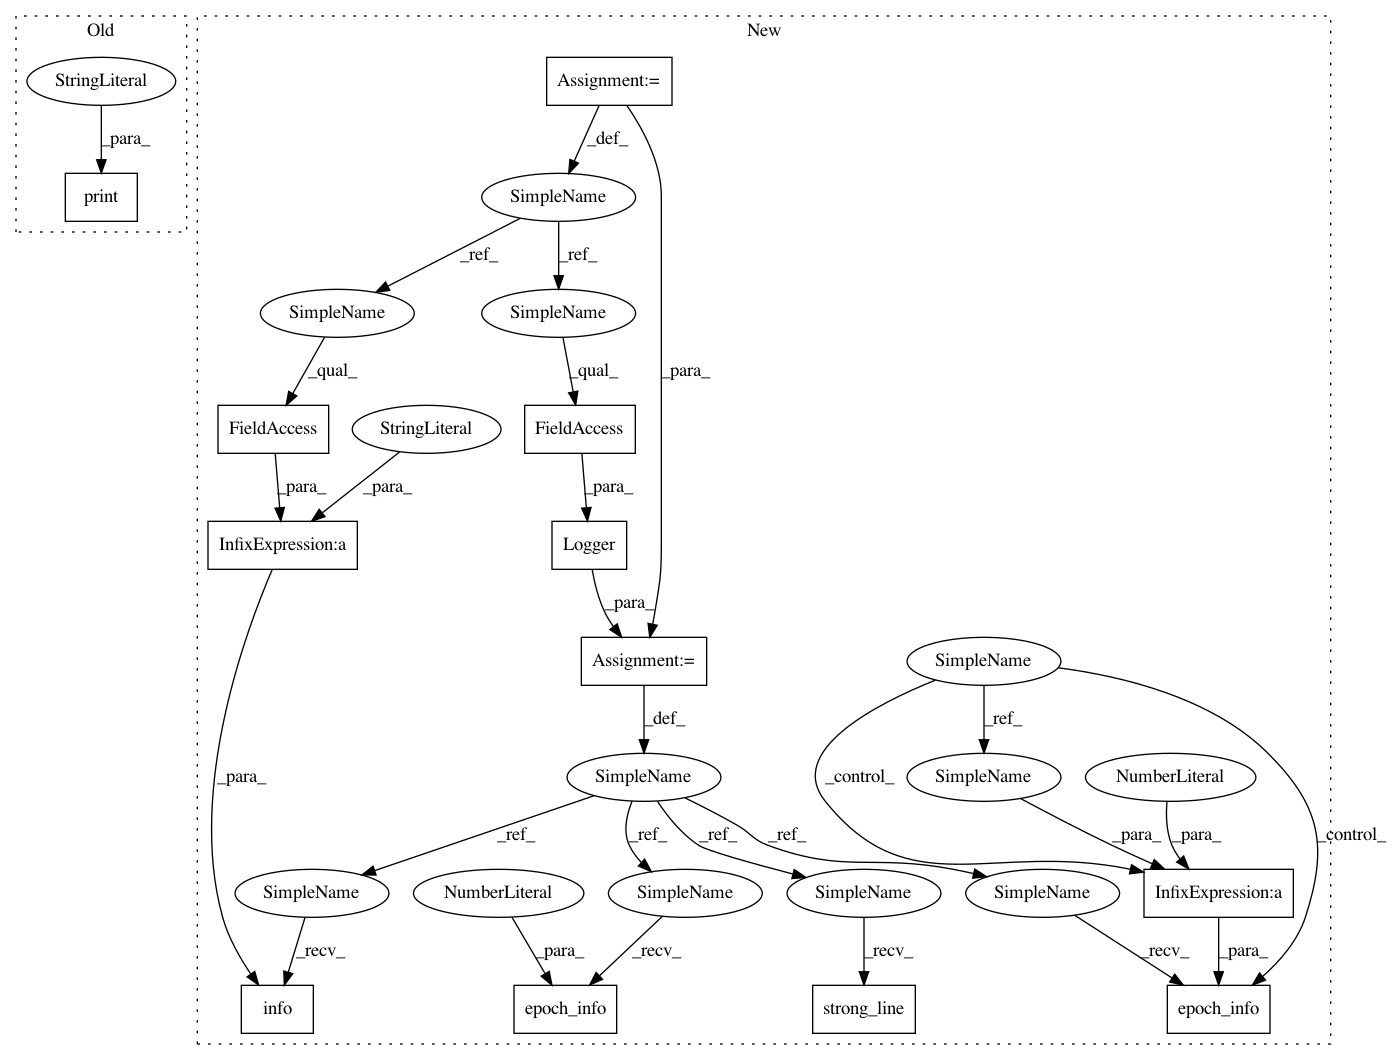 Old
New
StringLiteral
Assignment:=
_para_
_def_
print
SimpleName
_ref_
_ref_
SimpleName
SimpleName
_qual_
_qual_
_para_
FieldAccess
StringLiteral
FieldAccess
_para_
_para_
_para_
InfixExpression:a
Logger
_para_
Assignment:=
SimpleName
_def_
_ref_
_para_
SimpleName
_control_
SimpleName
NumberLiteral
_ref_
_ref_
_ref_
_ref_
_para_
_para_
_control_
SimpleName
NumberLiteral
SimpleName
SimpleName
SimpleName
InfixExpression:a
_recv_
_para_
_recv_
_recv_
_recv_
_para_
info
epoch_info
strong_line
epoch_info